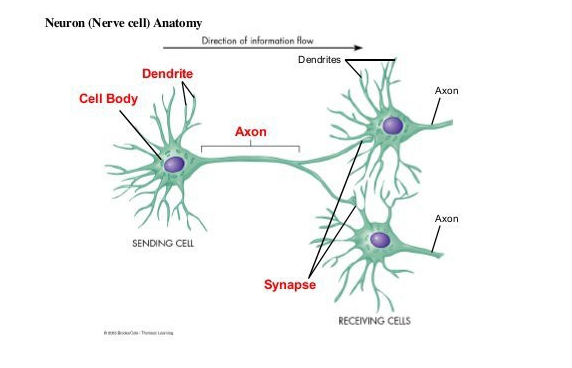 Neuron (Nerve cell) Anatomy
Direction of information flow
Dendrites
Dendrite
Cell Body
Axon
Axon
SENDING CELL
Axon
Synapse
RECEIVING CELLS